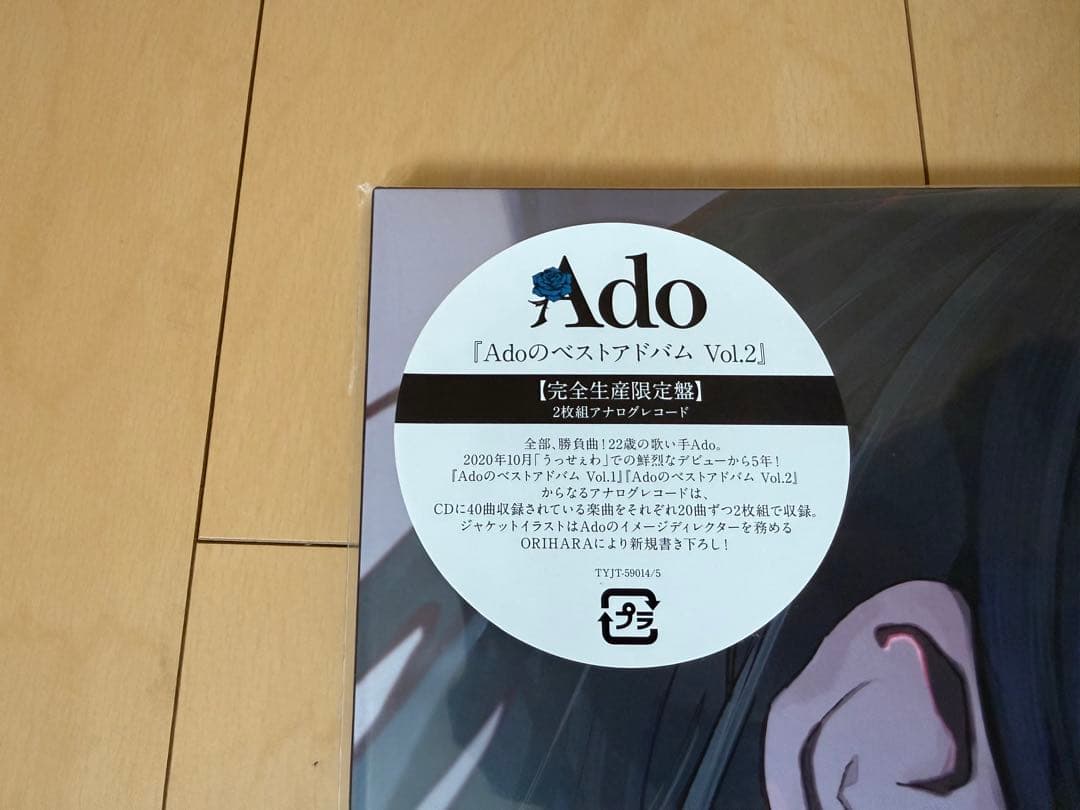 Ado
『Adoのベストアドバム Vol.2』
【完全生産限定盤】
2枚組アナログレコード
全部、勝負曲！22歳の歌い手Ado。
2020年10月「うっせぇわ」での鮮烈なデビューから5年！
『Adoのベストアドバム Vol.1』『Adoのベストアドバム Vol.2』
からなるアナログレコードは、
CDに40曲収録されている楽曲をそれぞれ20曲ずつ2枚組で収録。
ジャケットイラストはAdoのイメージディレクターを務める
ORIHARAにより新規書き下ろし！
TYJT-59014/5
プラ